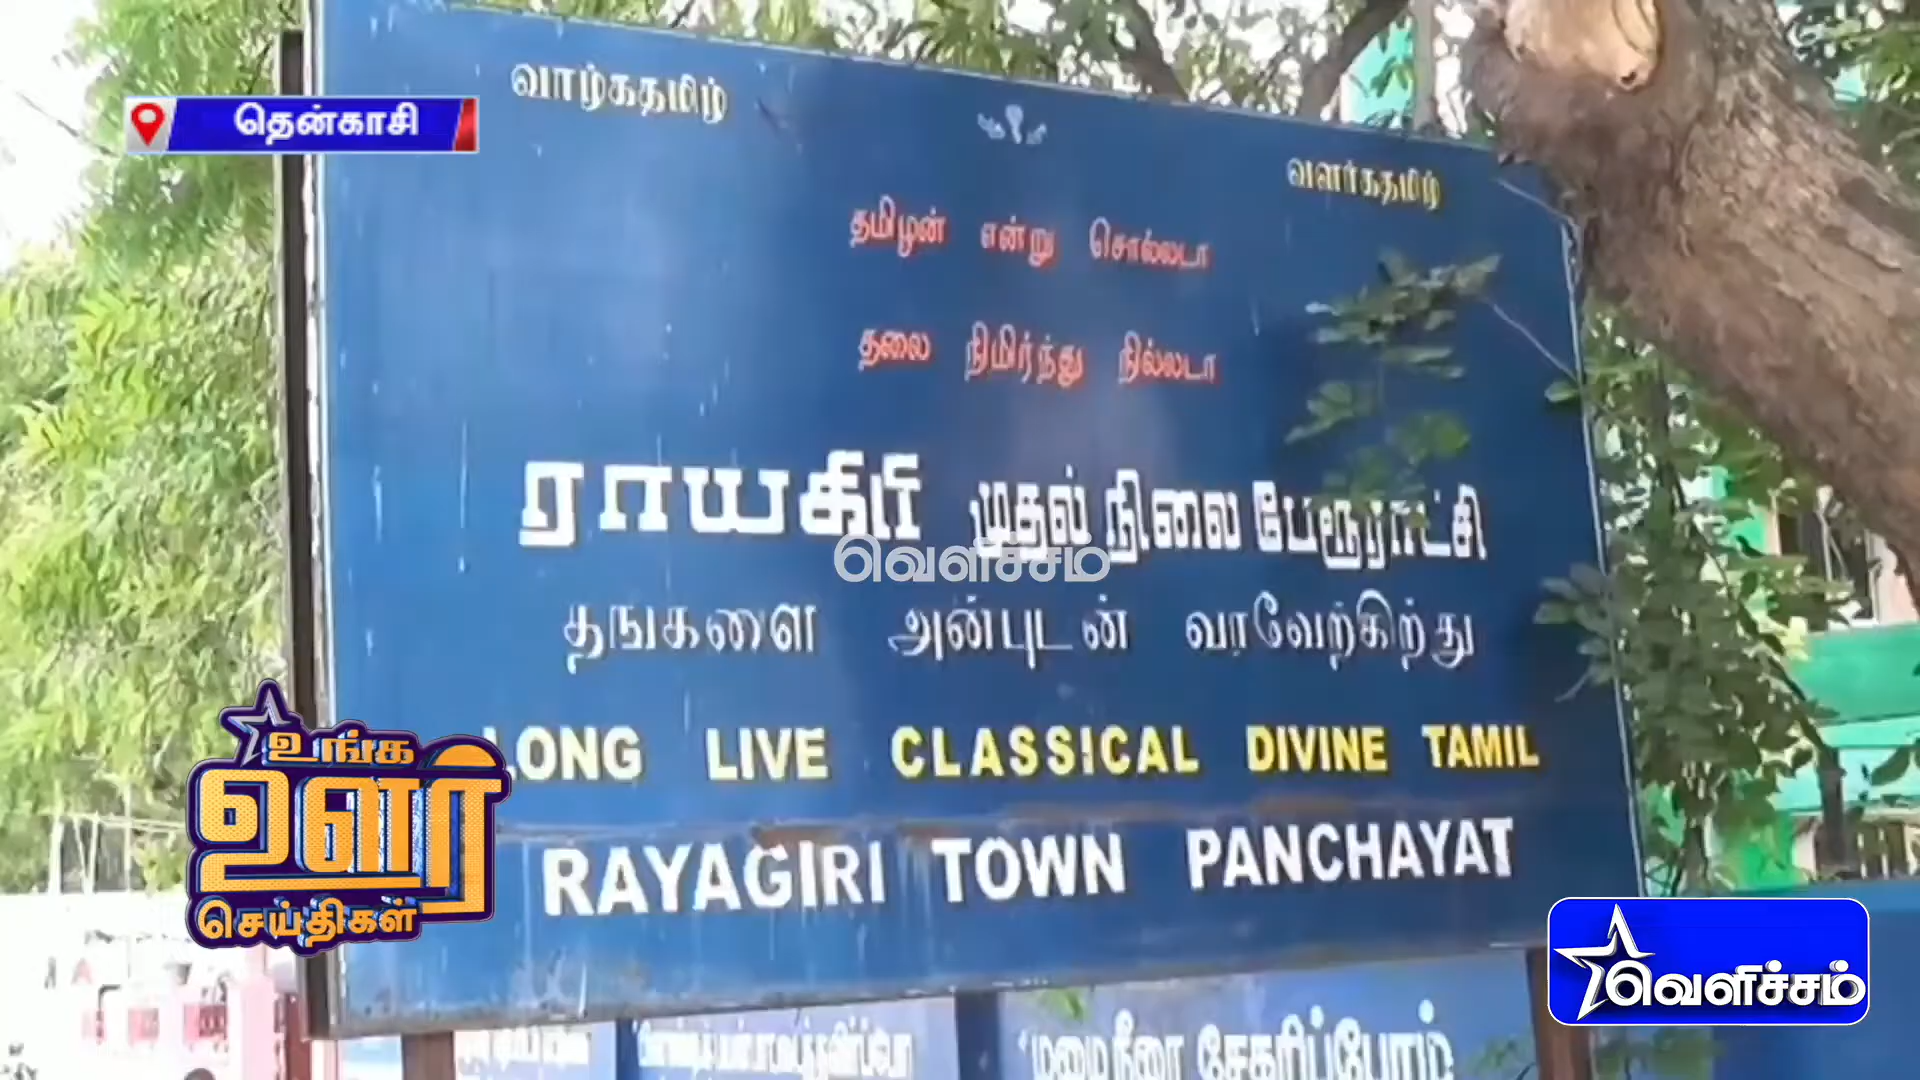 தென்காசி
வாழ்கதமிழ்
வளர்கதமிழ்
தமிழன் என்று சொல்லடா
தலை நிமிர்ந்து நில்லடா
ராயகிரி முதல் நிலை பேரூராட்சி
வெளிச்சம்
தங்களை அன்புடன் வரவேற்கிறது
LONG LIVE CLASSICAL DIVINE TAMIL
RAYAGIRI TOWN PANCHAYAT
உங்க
ஊர்
செய்திகள்
வெளிச்சம்
மழைநீரை சேகரிப்போம்